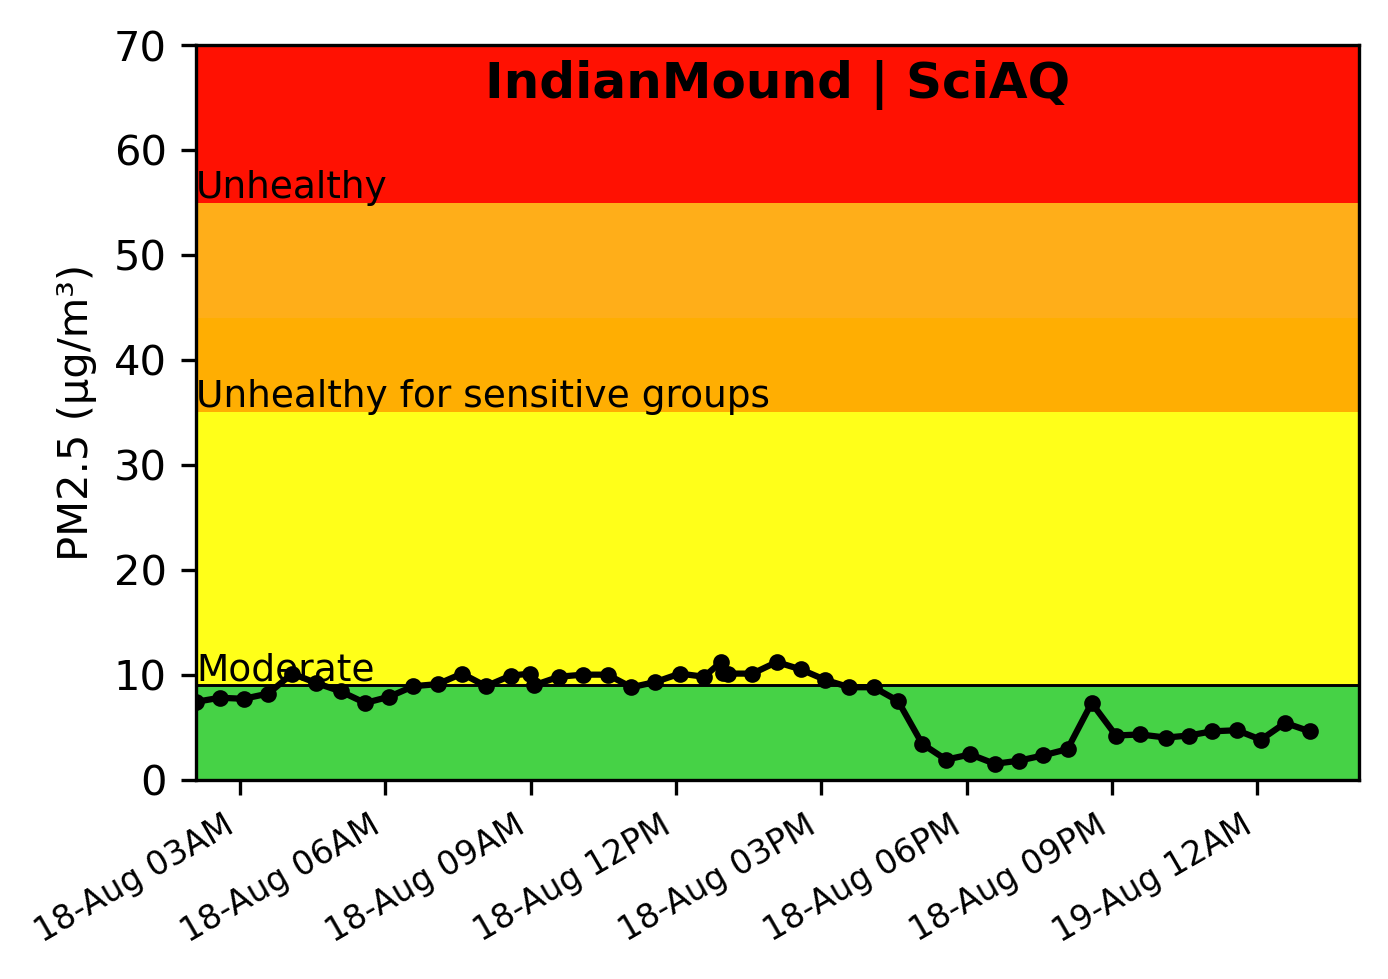 IndianMound | SciAQ
70
60
50
40
30
20
10
0
PM2.5 (µg/m³)
Unhealthy
Unhealthy for sensitive groups
Moderate
18-Aug 03AM
18-Aug 06AM
18-Aug 09AM
18-Aug 12PM
18-Aug 03PM
18-Aug 06PM
18-Aug 09PM
19-Aug 12AM